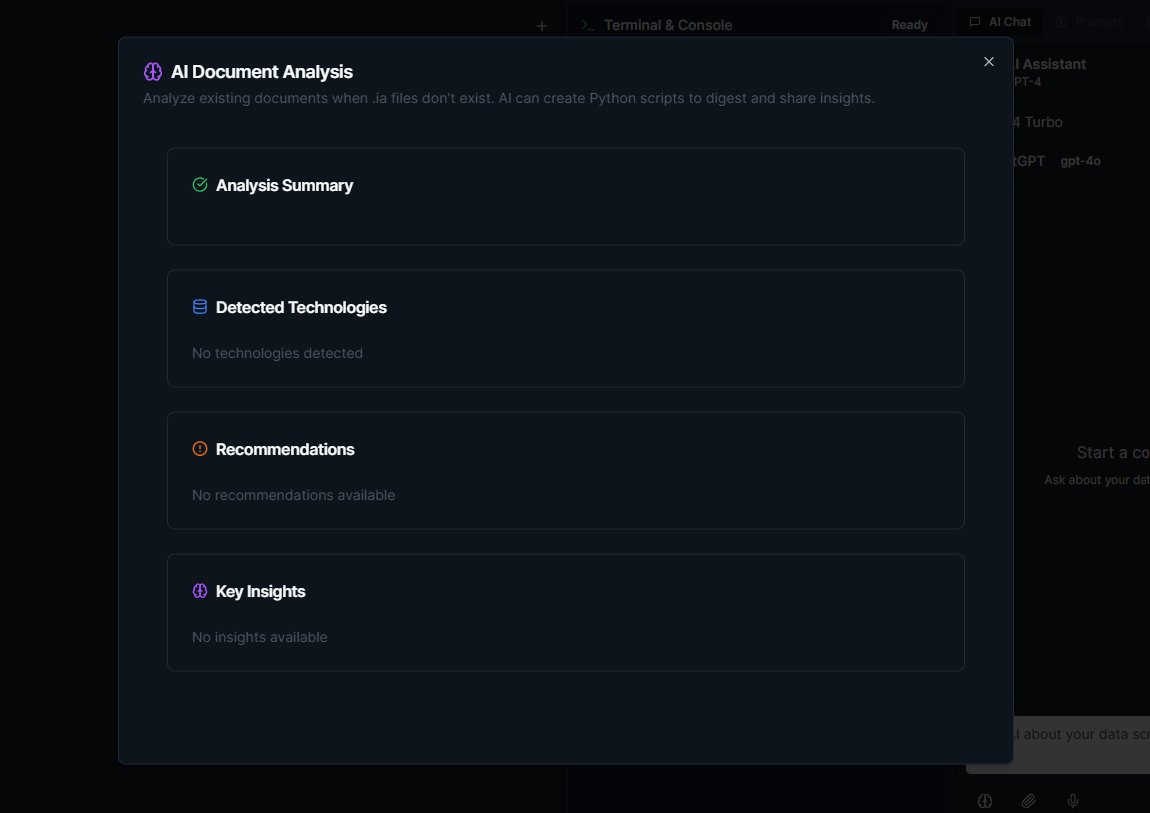 Terminal & Console
Ready
AI Chat
Prompts
AI Document Analysis
Analyze existing documents when .ia files don't exist. AI can create Python scripts to digest and share insights.
Assistant
PT-4
4 Turbo
tGPT gpt-4o
Analysis Summary
Detected Technologies
No technologies detected
Recommendations
No recommendations available
Start a co
Ask about your dat
Key Insights
No insights available
about your data scr